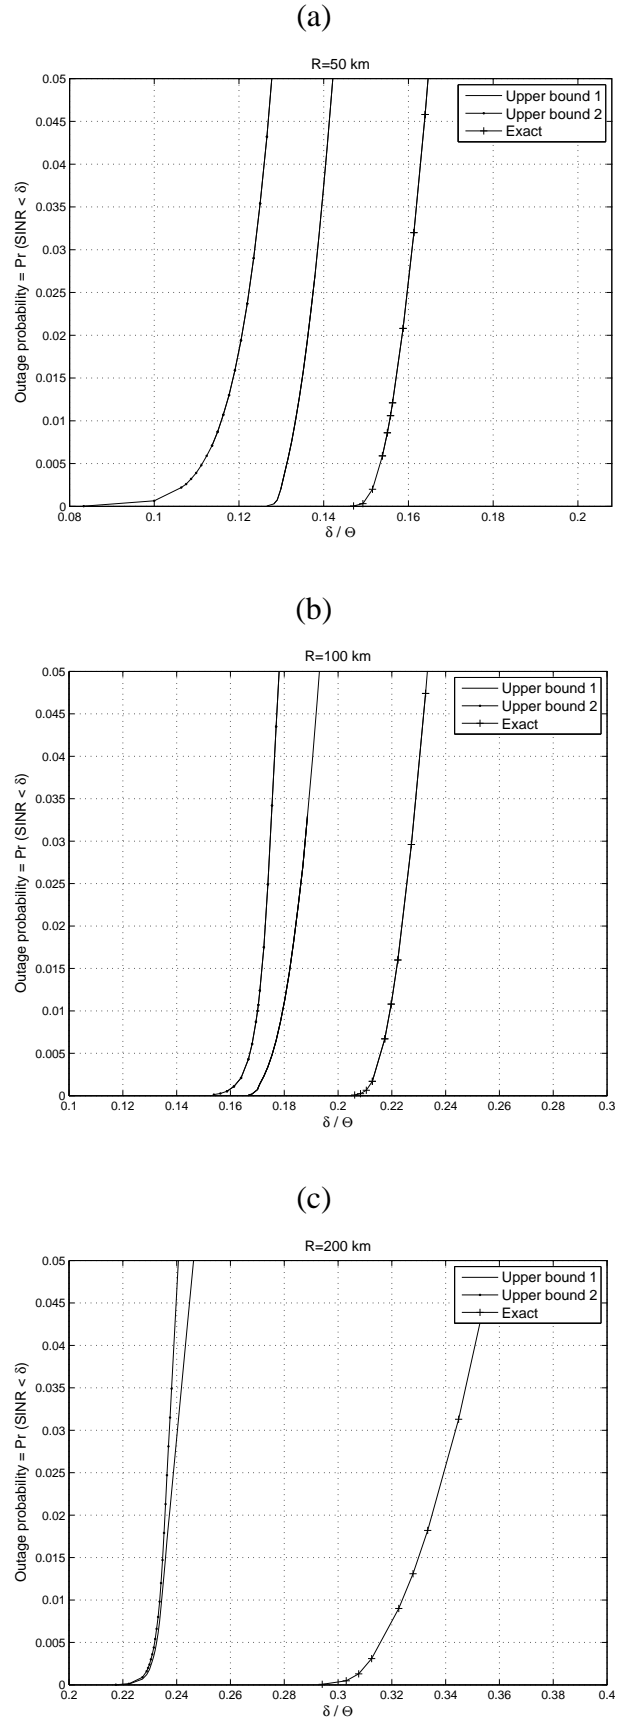 (a)
R=50 km
Upper bound 1
Upper bound 2
Exact
Outage probability = Pr (SINR < δ)
0.05
0.045
0.04
0.035
0.03
0.025
0.02
0.015
0.01
0.005
0
0.08 0.1 0.12 0.14 0.16 0.18 0.2
δ / Θ
(b)
R=100 km
Upper bound 1
Upper bound 2
Exact
Outage probability = Pr (SINR < δ)
0.05
0.045
0.04
0.035
0.03
0.025
0.02
0.015
0.01
0.005
0
0.1 0.12 0.14 0.16 0.18 0.2 0.22 0.24 0.26 0.28 0.3
δ / Θ
(c)
R=200 km
Upper bound 1
Upper bound 2
Exact
Outage probability = Pr (SINR < δ)
0.05
0.045
0.04
0.035
0.03
0.025
0.02
0.015
0.01
0.005
0
0.2 0.22 0.24 0.26 0.28 0.3 0.32 0.34 0.36 0.38 0.4
δ / Θ